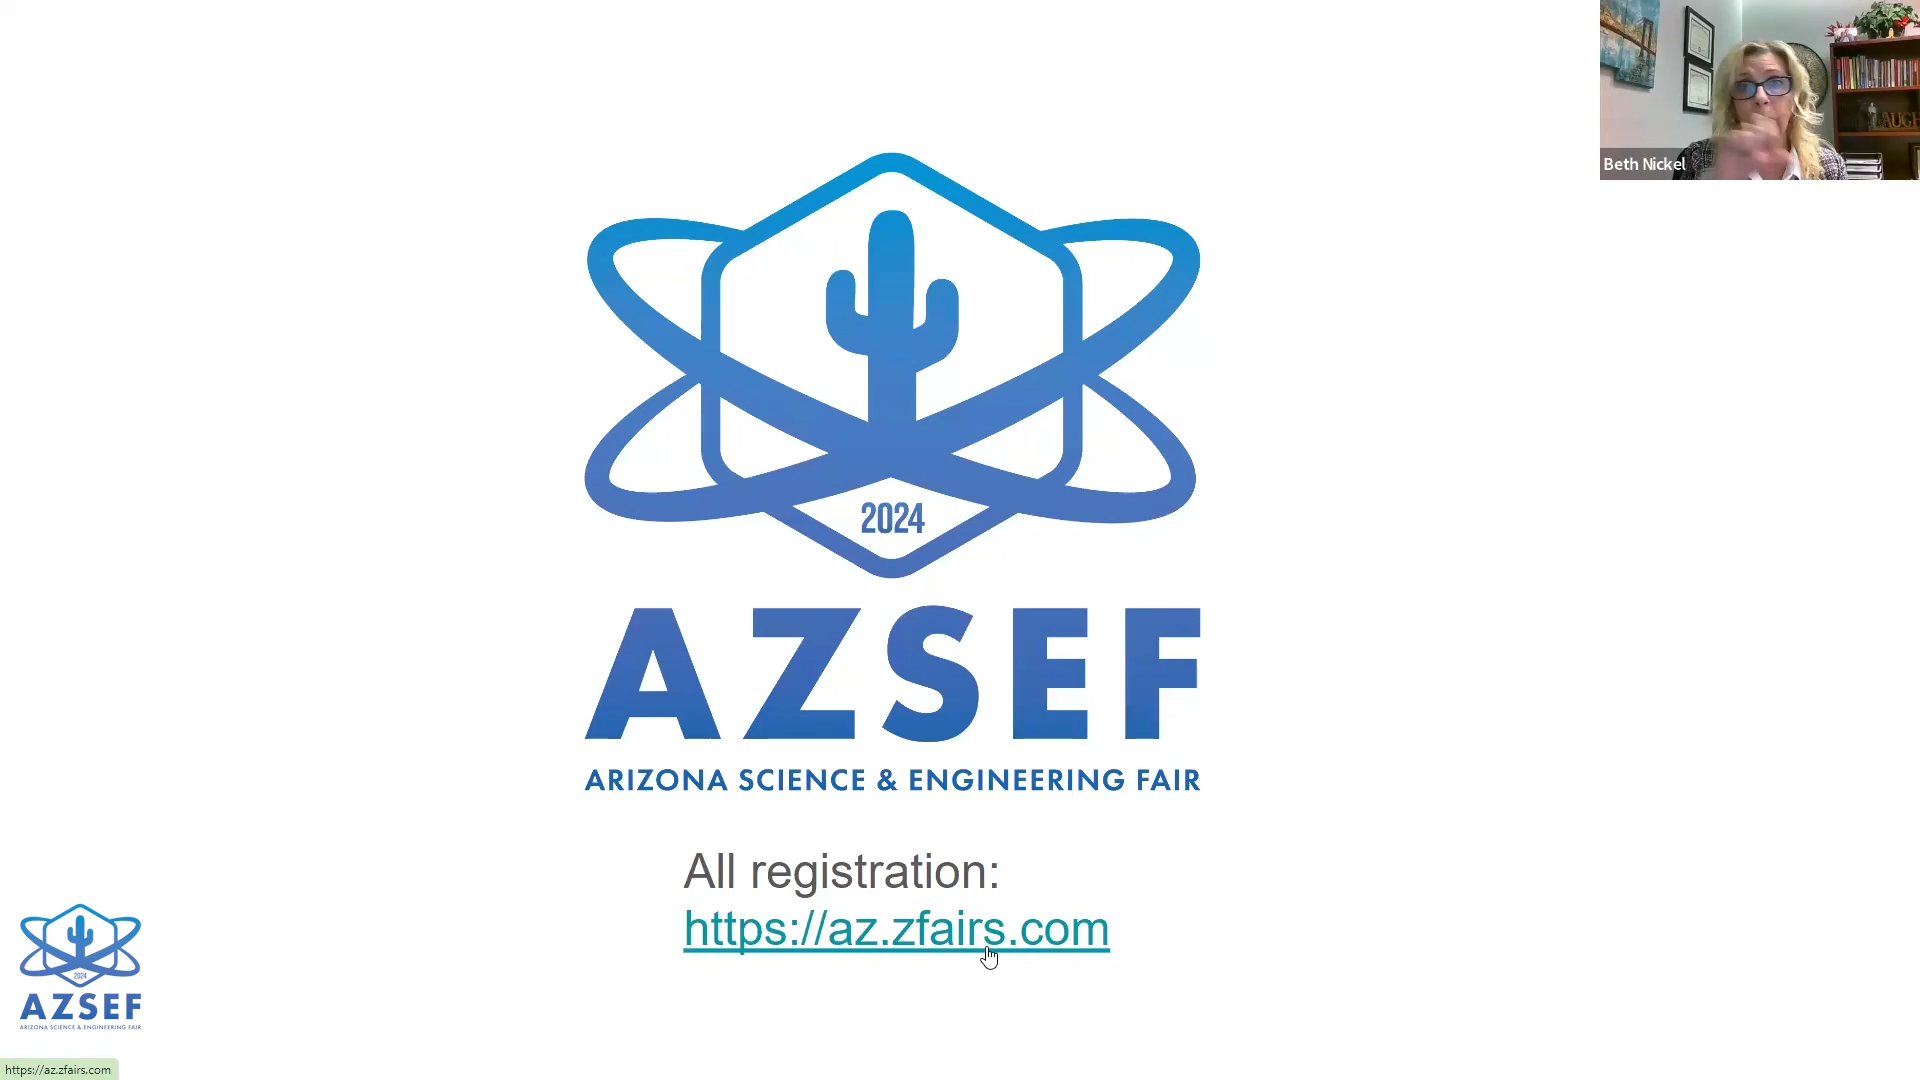 Beth Nickel
LAUGH
2024
AZSEF
ARIZONA SCIENCE & ENGINEERING FAIR
All registration:
https://az.zfairs.com
2024
AZSEF
ARIZONA SCIENCE & ENGINEERING FAIR
https://az.zfairs.com